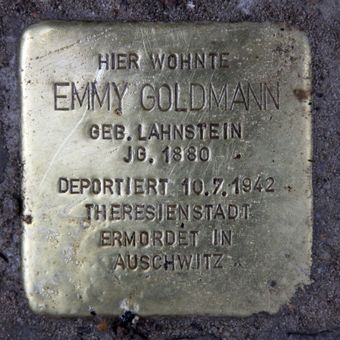 HIER WOHNTE
EMMY GOLDMANN
GEB. LAHNSTEIN
JG. 1880
DEPORTIERT 10.7.1942
THERESIENSTADT
ERMORDET IN
AUSCHWITZ